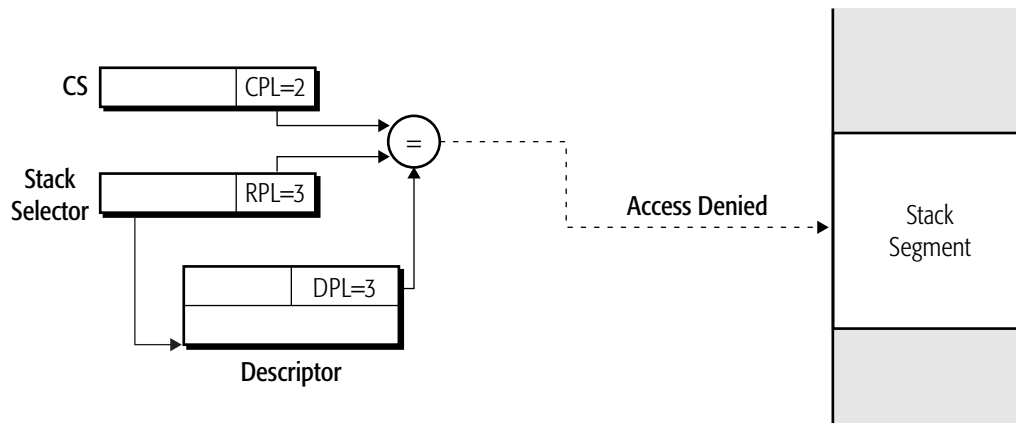 CS
CPL=2
=
Stack
Selector
RPL=3
Access Denied
Stack
Segment
DPL=3
Descriptor